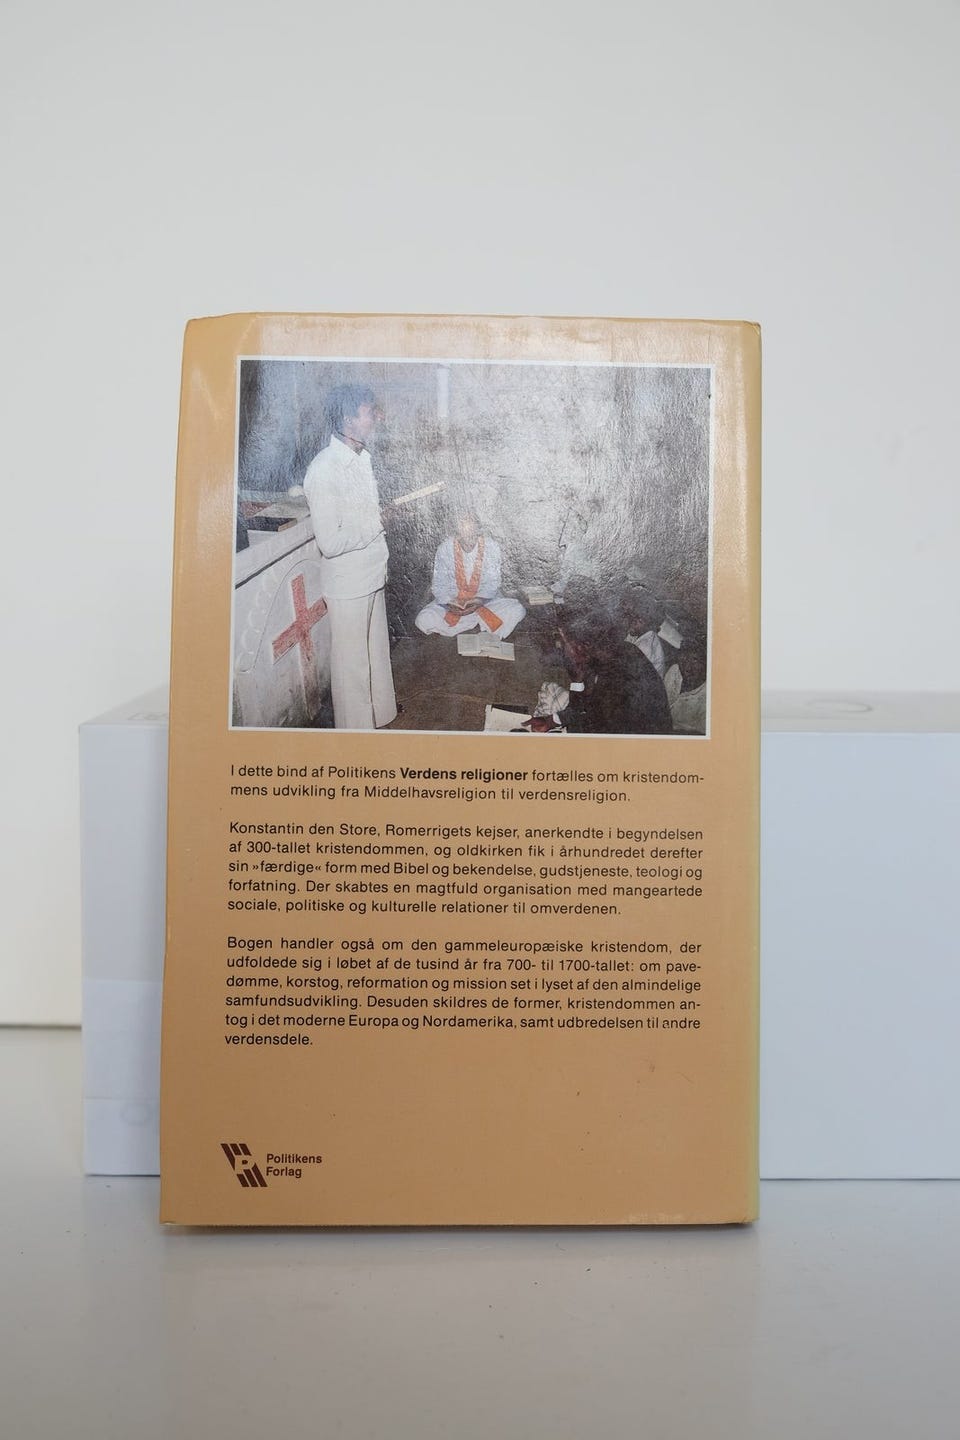 I dette bind af Politikens Verdens religioner fortælles om kristendom-
mens udvikling fra Middelhavsreligion til verdensreligion.
Konstantin den Store, Romerrigets kejser, anerkendte i begyndelsen
af 300-tallet kristendommen, og oldkirken fik i århundredet derefter
sin »færdige« form med Bibel og bekendelse, gudstjeneste, teologi og
forfatning. Der skabtes en magtfuld organisation med mangeartede
sociale, politiske og kulturelle relationer til omverdenen.
Bogen handler også om den gammeleuropæiske kristendom, der
udfoldede sig i løbet af de tusind år fra 700- til 1700-tallet: om pave-
dømme, korstog, reformation og mission set i lyset af den almindelige
samfundsudvikling. Desuden skildres de former, kristendommen an-
tog i det moderne Europa og Nordamerika, samt udbredelsen til andre
verdensdele.
P Politikens
Forlag